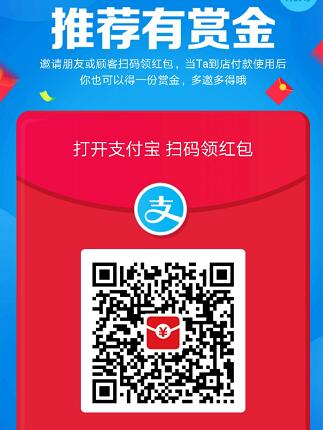 推荐有赏金
邀请朋友或顾客扫码领红包，当Ta到店付款使用后
你也可以得一份赏金，多邀多得哦
打开支付宝 扫码领红包
支
¥